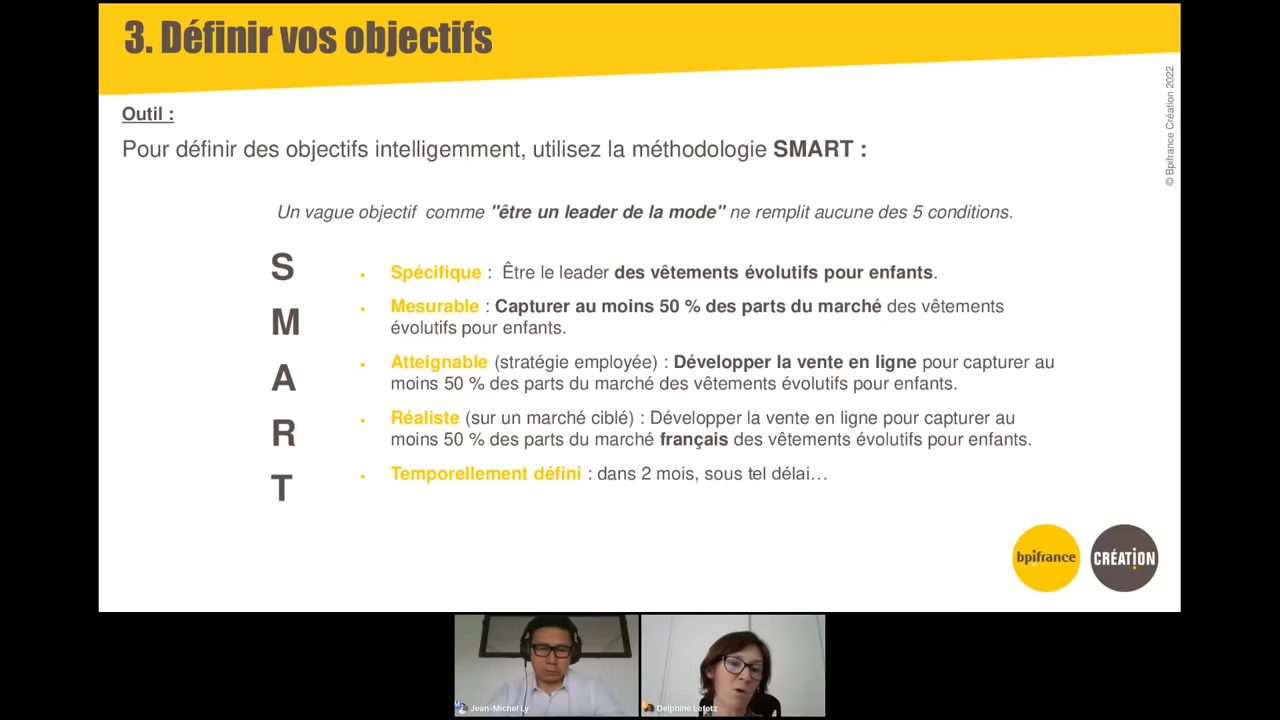 3. Définir vos objectifs
© Bpifrance Création 2022
Outil :
Pour définir des objectifs intelligemment, utilisez la méthodologie SMART :
Un vague objectif comme "être un leader de la mode" ne remplit aucune des 5 conditions.
S
• Spécifique : Être le leader des vêtements évolutifs pour enfants.
M
• Mesurable : Capturer au moins 50 % des parts du marché des vêtements
évolutifs pour enfants.
A
• Atteignable (stratégie employée) : Développer la vente en ligne pour capturer au
moins 50 % des parts du marché des vêtements évolutifs pour enfants.
R
• Réaliste (sur un marché ciblé) : Développer la vente en ligne pour capturer au
moins 50 % des parts du marché français des vêtements évolutifs pour enfants.
T
• Temporellement défini : dans 2 mois, sous tel délai…
bpifrance
CRÉATION
Jean-Michel Ly
Delphine Lefetz